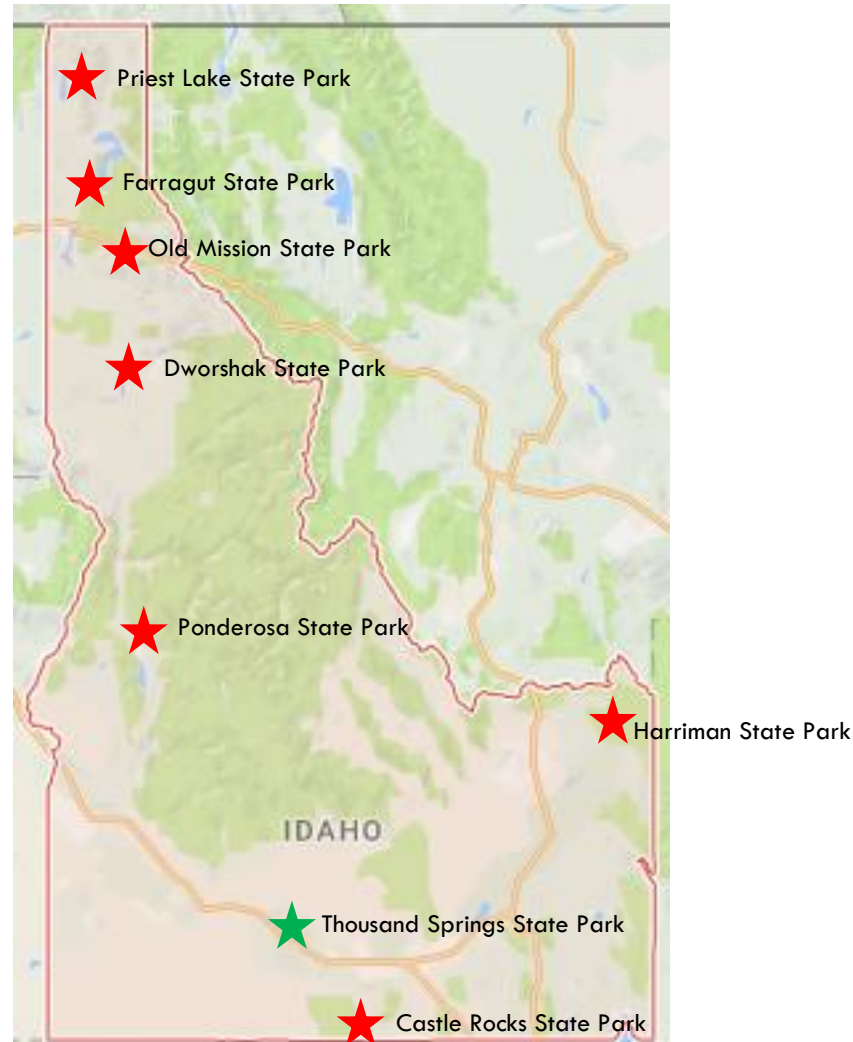 Priest Lake State Park
Farragut State Park
Old Mission State Park
Dworshak State Park
Ponderosa State Park
Harriman State Park
IDAHO
Thousand Springs State Park
Castle Rocks State Park